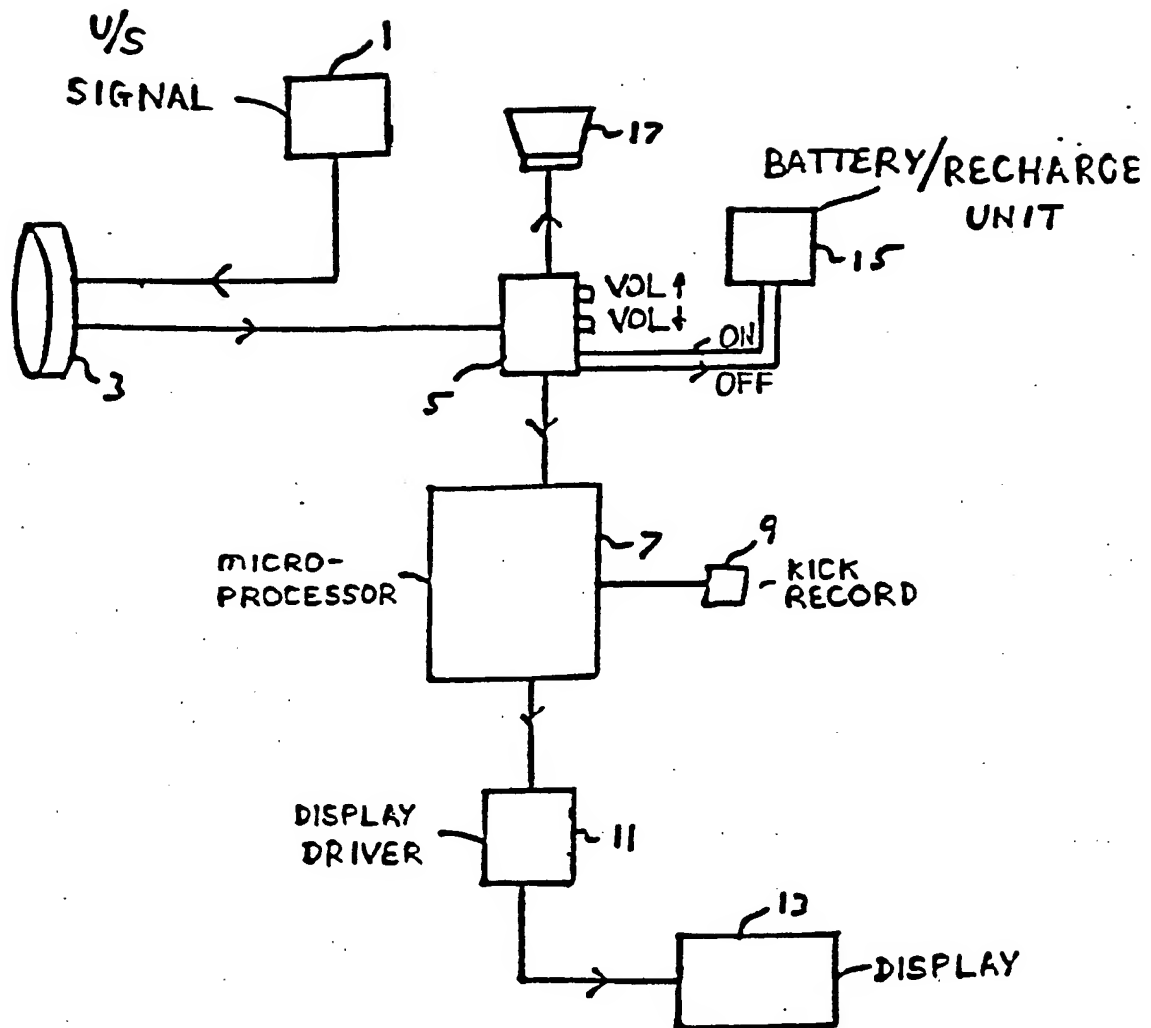 U/S
SIGNAL
1
17
BATTERY/RECHARGE
UNIT
15
VOL↑
VOL↓
ON
OFF
3
5
7
9
MICRO-
PROCESSOR
- KICK
RECORD
DISPLAY
DRIVER
11
13
DISPLAY